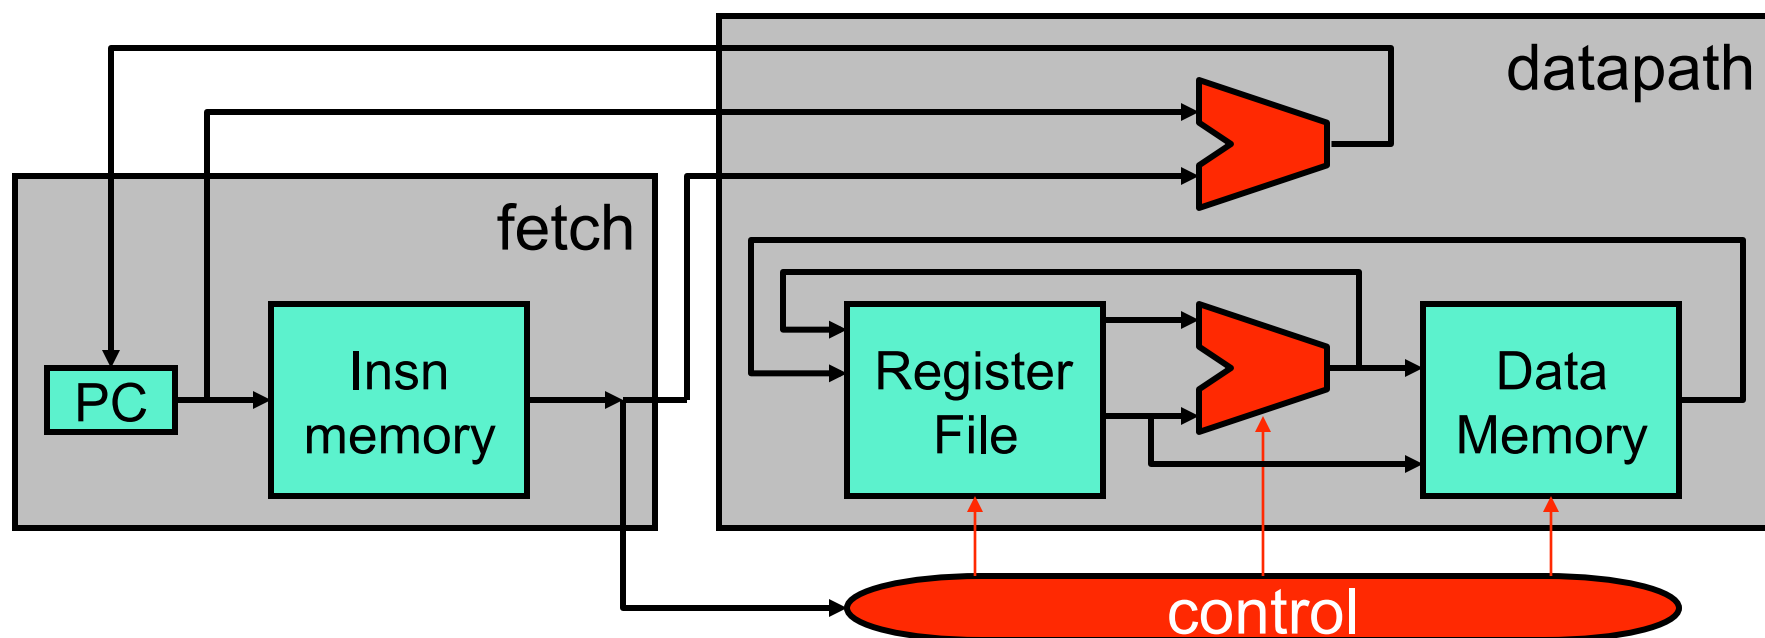 datapath
fetch
PC
Insn
memory
Register
File
Data
Memory
control